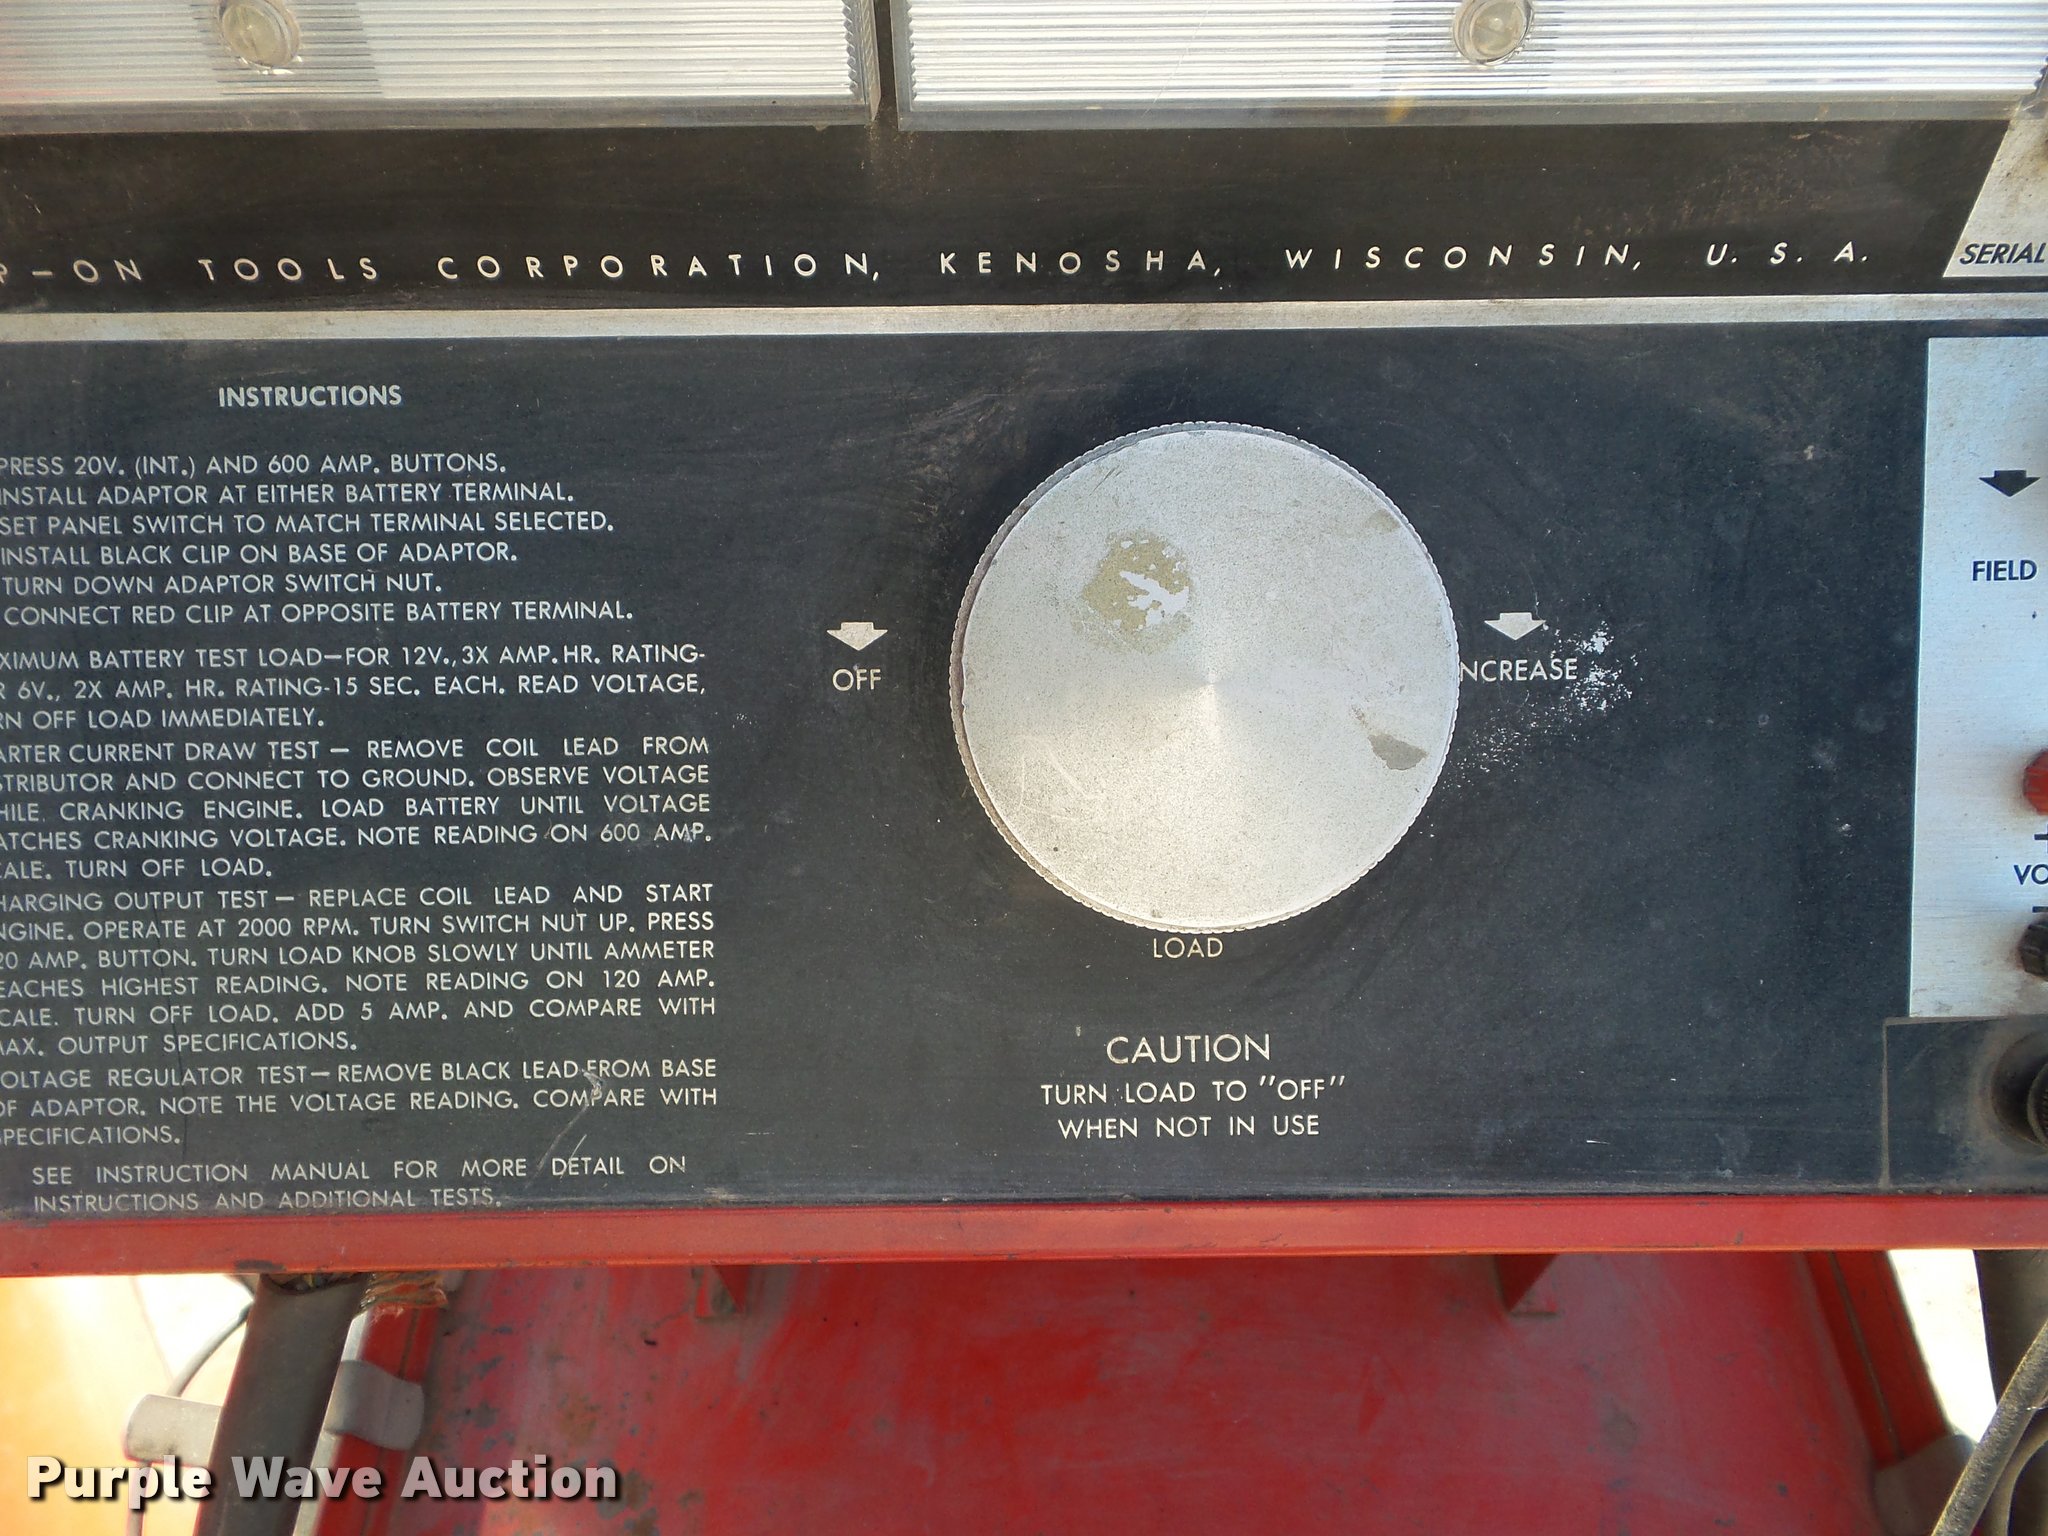 P-ON TOOLS CORPORATION, KENOSHA, WISCONSIN, U. S. A.
SERIAL
INSTRUCTIONS
PRESS 20V. (INT.) AND 600 AMP. BUTTONS.
INSTALL ADAPTOR AT EITHER BATTERY TERMINAL.
SET PANEL SWITCH TO MATCH TERMINAL SELECTED.
INSTALL BLACK CLIP ON BASE OF ADAPTOR.
TURN DOWN ADAPTOR SWITCH NUT.
CONNECT RED CLIP AT OPPOSITE BATTERY TERMINAL.
XIMUM BATTERY TEST LOAD—FOR 12V., 3X AMP. HR. RATING-
R 6V., 2X AMP. HR. RATING-15 SEC. EACH. READ VOLTAGE,
RN OFF LOAD IMMEDIATELY.
ARTER CURRENT DRAW TEST — REMOVE COIL LEAD FROM
STRIBUTOR AND CONNECT TO GROUND. OBSERVE VOLTAGE
HILE CRANKING ENGINE. LOAD BATTERY UNTIL VOLTAGE
ATCHES CRANKING VOLTAGE. NOTE READING ON 600 AMP.
CALE. TURN OFF LOAD.
HARGING OUTPUT TEST — REPLACE COIL LEAD AND START
NGINE. OPERATE AT 2000 RPM. TURN SWITCH NUT UP. PRESS
20 AMP. BUTTON. TURN LOAD KNOB SLOWLY UNTIL AMMETER
EACHES HIGHEST READING. NOTE READING ON 120 AMP.
CALE. TURN OFF LOAD. ADD 5 AMP. AND COMPARE WITH
MAX. OUTPUT SPECIFICATIONS.
OLTAGE REGULATOR TEST — REMOVE BLACK LEAD FROM BASE
OF ADAPTOR. NOTE THE VOLTAGE READING. COMPARE WITH
SPECIFICATIONS.
SEE INSTRUCTION MANUAL FOR MORE DETAIL ON
INSTRUCTIONS AND ADDITIONAL TESTS.
OFF
NCREASE
LOAD
CAUTION
TURN LOAD TO "OFF"
WHEN NOT IN USE
FIELD
+
VO
−
Purple Wave Auction